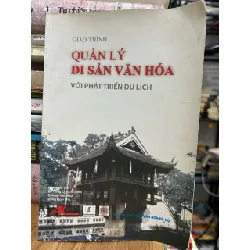 GIÁO TRÌNH
QUẢN LÝ
DI SẢN VĂN HÓA
VỚI PHÁT TRIỂN DU LỊCH